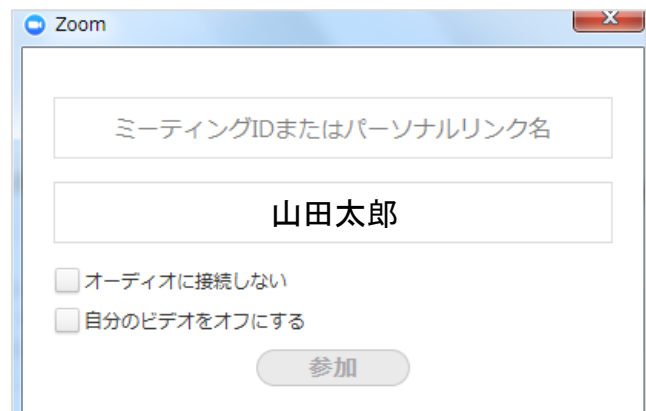 Zoom
ミーティングIDまたはパーソナルリンク名
山田太郎
オーディオに接続しない
自分のビデオをオフにする
参加